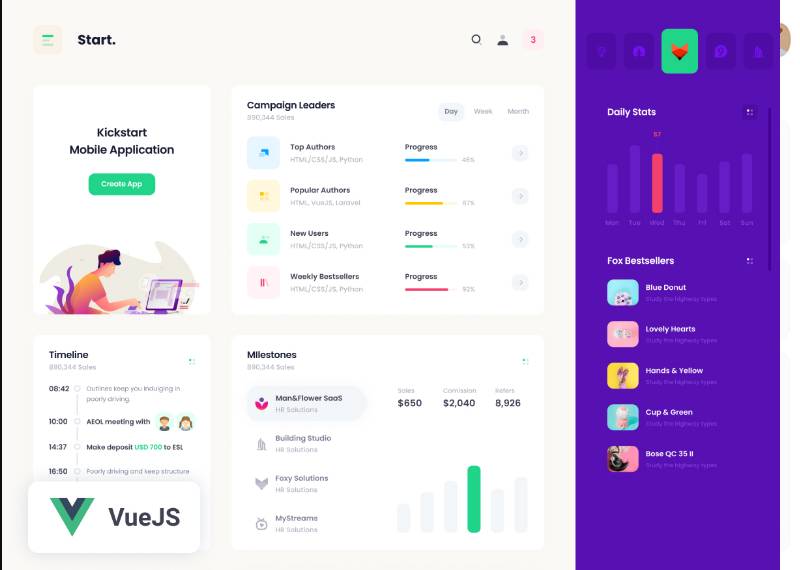 Start.
3
Kickstart
Mobile Application
Create App
Campaign Leaders
890,344 Sales
Day Week Month
Top Authors
HTML/CSS/JS, Python
Progress
46%
Popular Authors
HTML, VueJS, Laravel
Progress
New Users
HTML/CSS/JS, Python
Progress
Weekly Bestsellers
HTML/CSS/JS, Python
Progress
92%
Timeline
890,344 Sales
08:42 Outlines keep you indulging in
poorly driving.
10:00 AEOL meeting with
14:37 Make deposit USD 700 to ESL
16:50 Poorly driving and keep structure
VueJS
Milestones
890,344 Sales
Man&Flower SaaS
HR Solutions
Sales Comission Refers
$650 $2,040 8,926
Building Studio
HR Solutions
Foxy Solutions
HR Solutions
MyStreame
HR Solutions
Daily Stats
57
Mon Tue Wed Thu Fri Sat Sun
Fox Bestsellers
Blue Donut
Study the highway types
Lovely Hearts
Study the highway types
Hands & Yellow
Study the highway types
Cup & Green
Study the highway types
Bose QC 35 II
Study the highway types